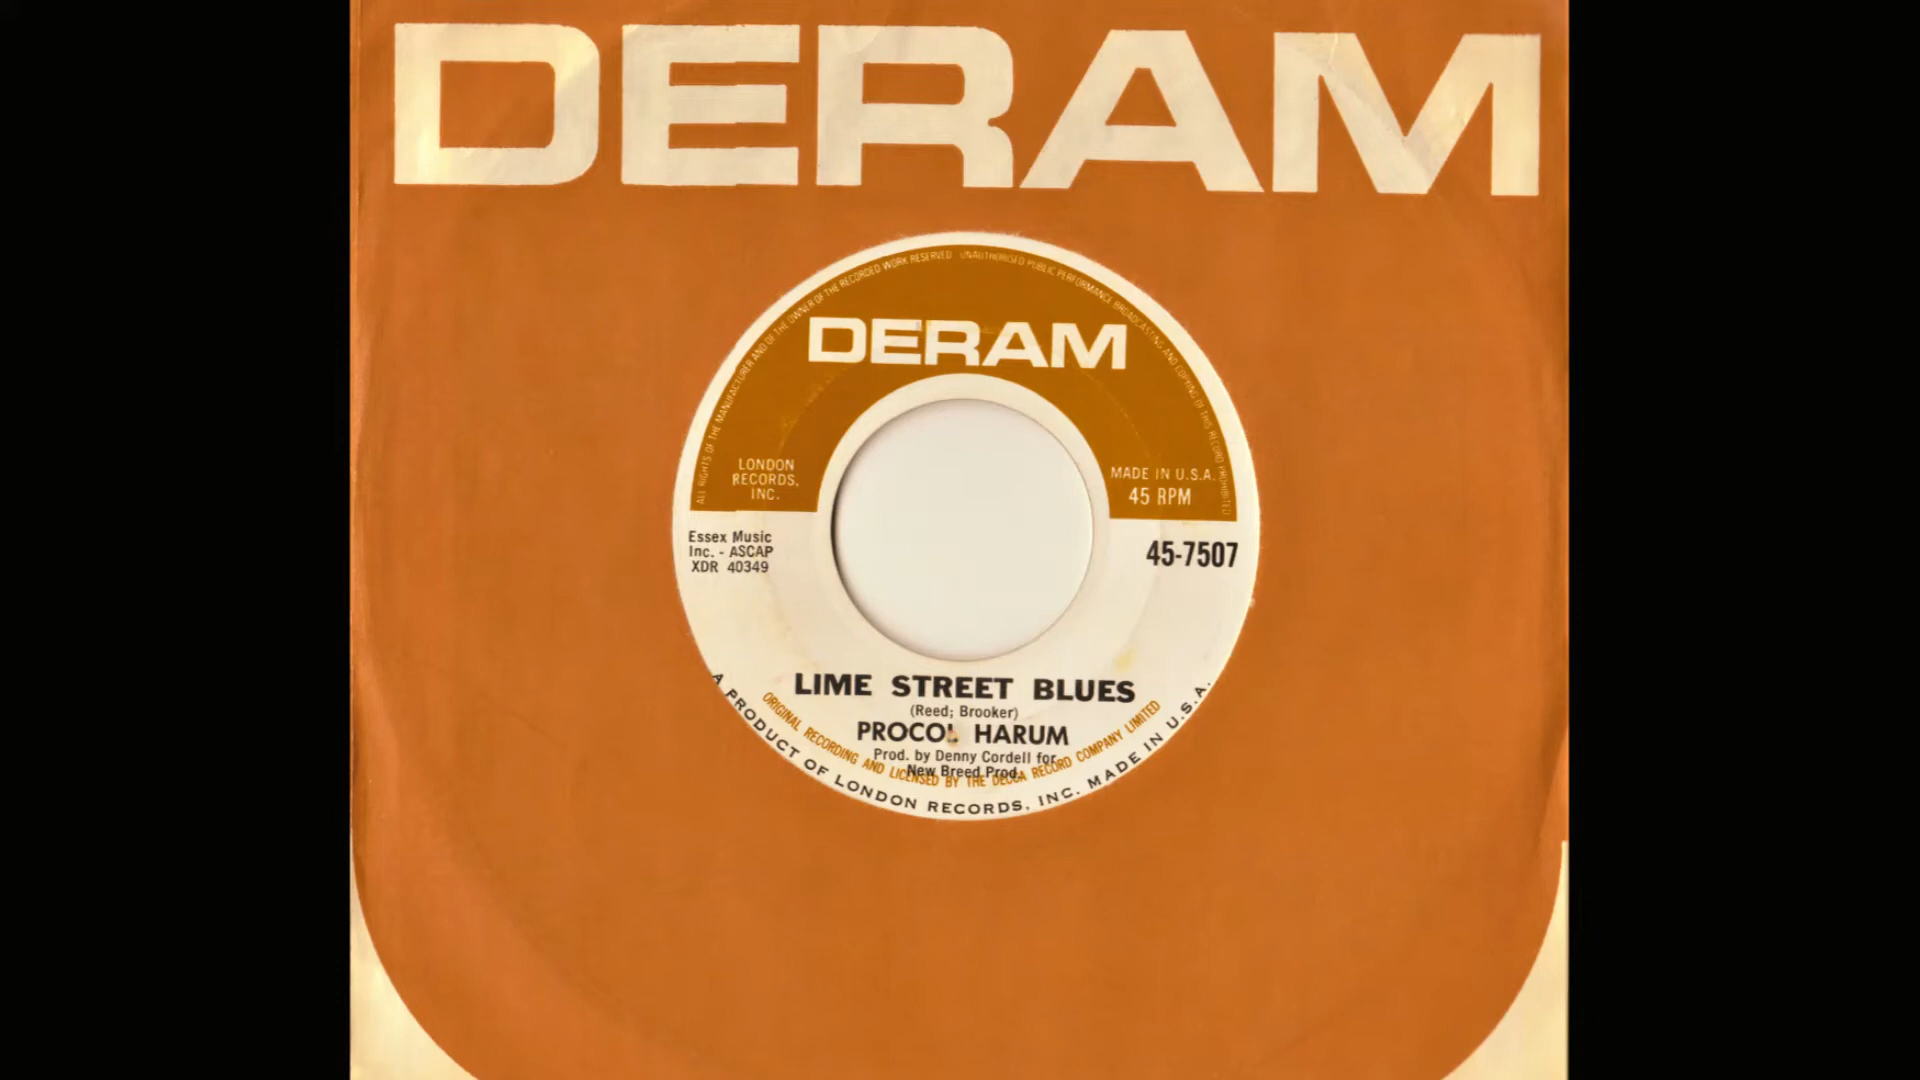 DERAM
ALL RIGHTS OF THE MANUFACTURER AND OF THE OWNER OF THE RECORDED WORK RESERVED UNAUTHORISED PUBLIC PERFORMANCE BROADCASTING AND COPYING OF THIS RECORD PROHIBITED
DERAM
LONDON
RECORDS,
INC.
MADE IN U.S.A.
45 RPM
Essex Music
Inc. - ASCAP
XDR 40349
45-7507
LIME STREET BLUES
(Reed; Brooker)
PROCOL HARUM
Prod. by Denny Cordell for
New Breed Prod.
ORIGINAL RECORDING AND LICENSED BY THE DECCA RECORD COMPANY LIMITED
A PRODUCT OF LONDON RECORDS, INC. MADE IN U.S.A.